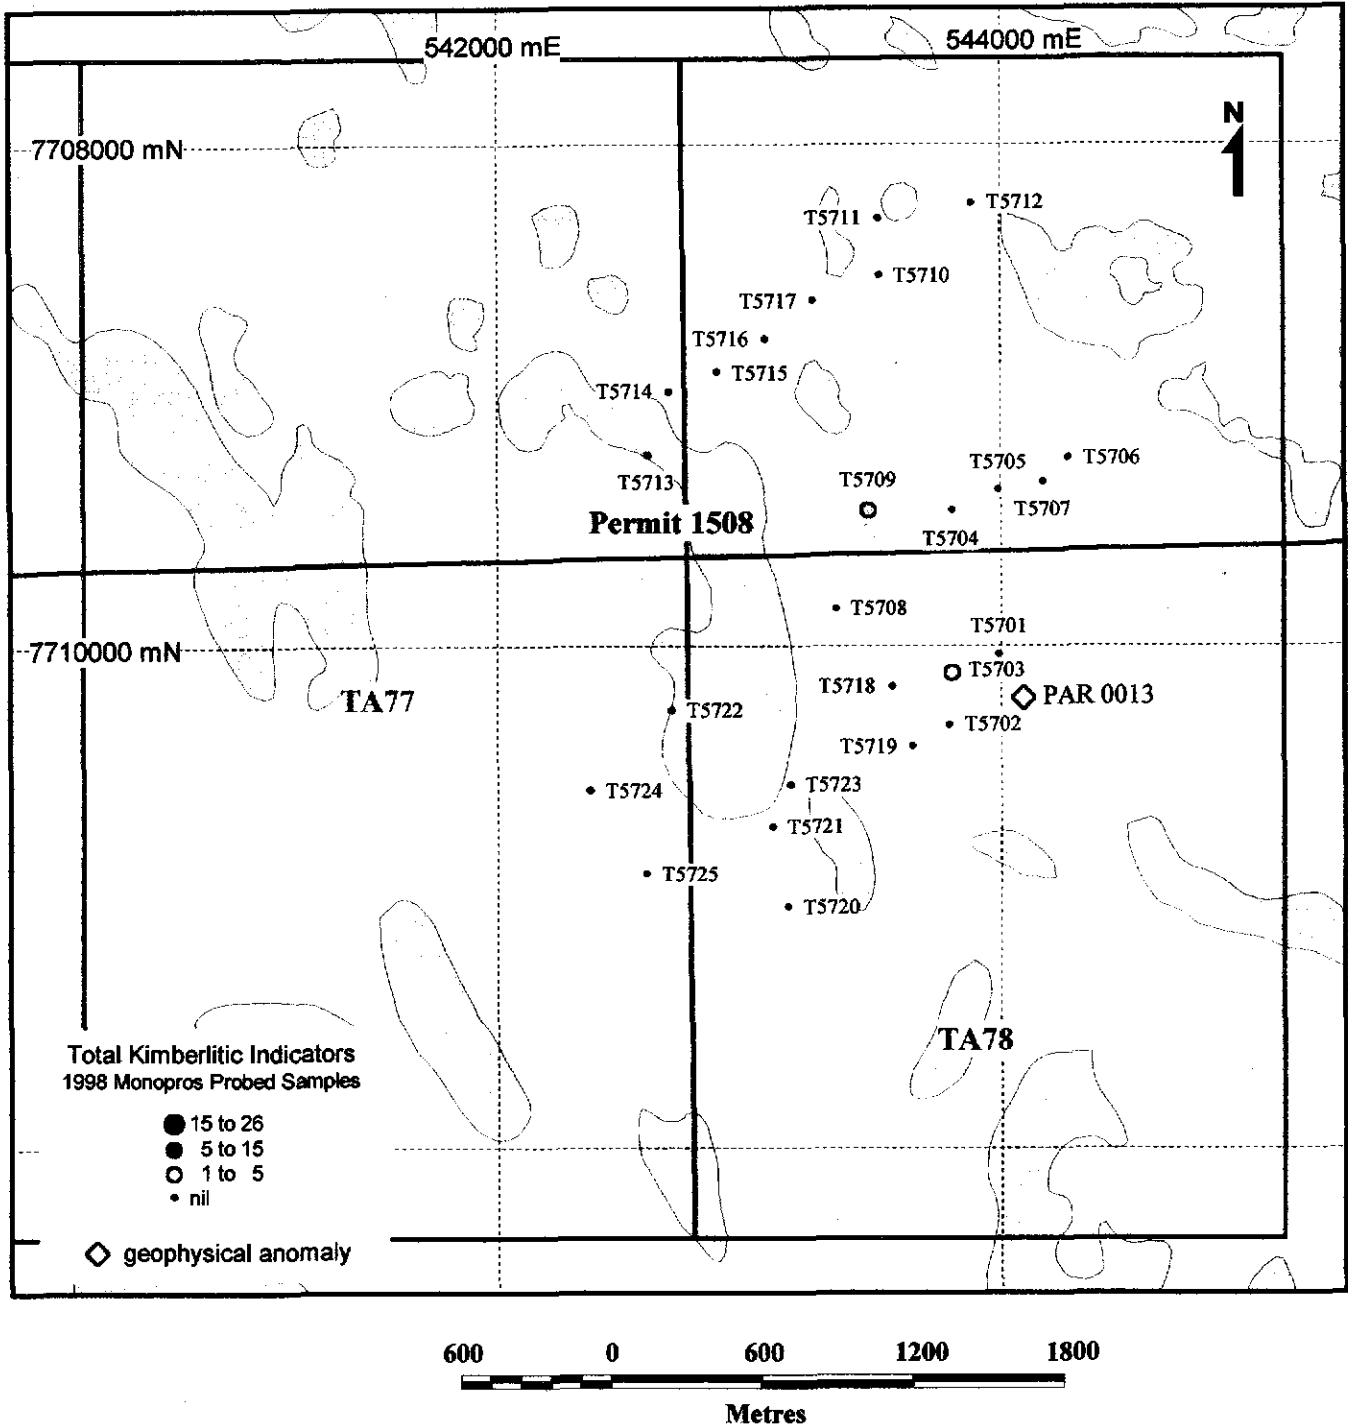 542000 mE
544000 mE
7708000 mN
N
T5711
T5712
T5710
T5717
T5716
T5715
T5714
T5713
T5705
T5706
T5709
T5707
T5704
Permit 1508
T5708
T5701
7710000 mN
T5703
T5718
TA77
PAR 0013
T5722
T5702
T5719
T5724
T5723
T5721
T5725
T5720
TA78
Total Kimberlitic Indicators
1998 Monopros Probed Samples
15 to 26
5 to 15
1 to 5
nil
geophysical anomaly
600 0 600 1200 1800
Metres